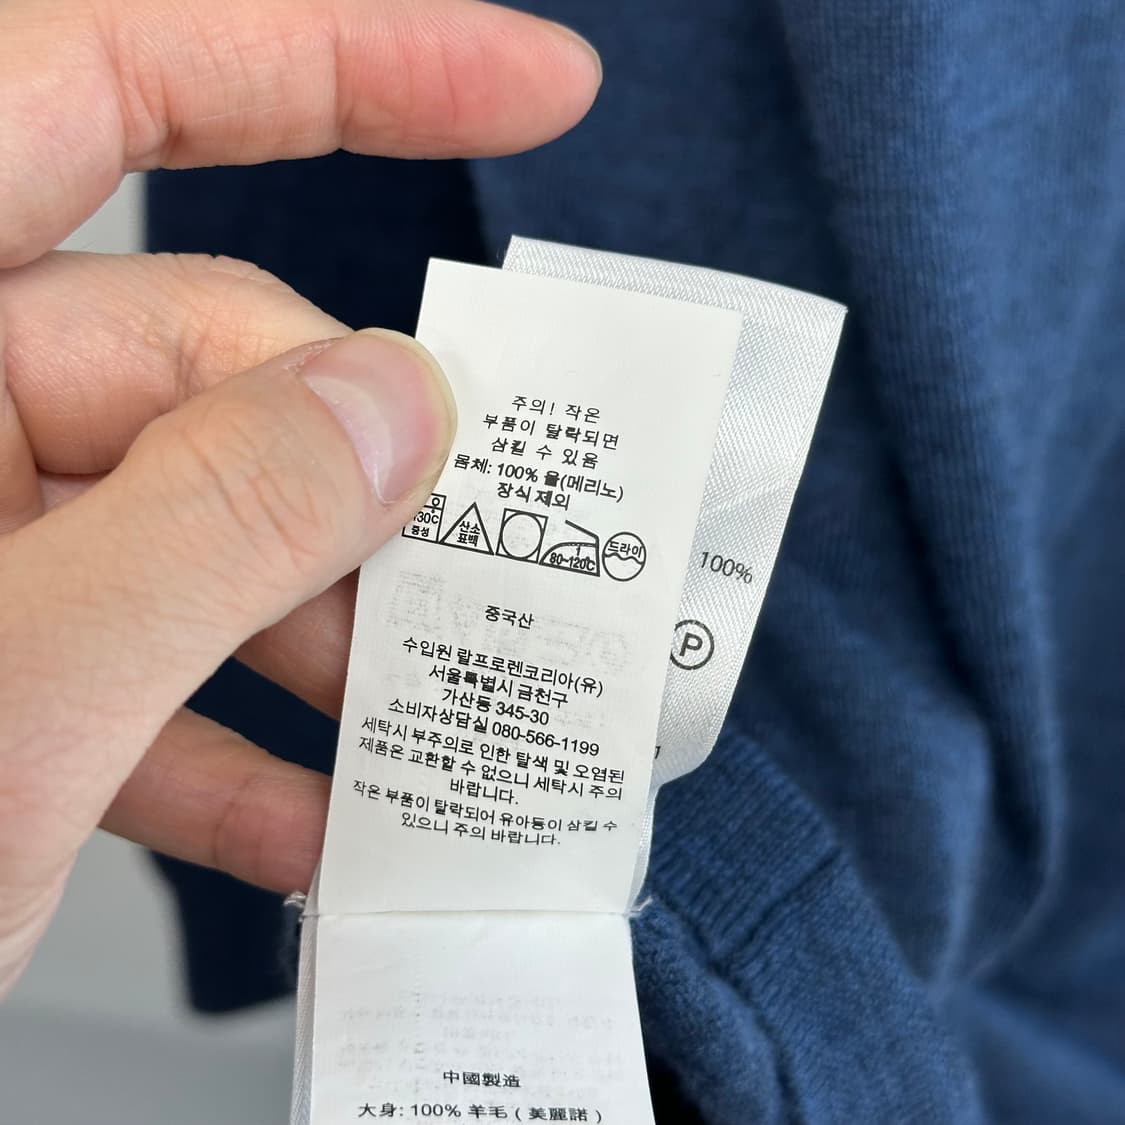 주의! 작은
부품이 탈락되면
삼킬 수 있음
몸체: 100% 울(메리노)
장식 제외
30C
중성
산소
표백
1
80~120℃
드라이
중국산
수입원 랄프로렌코리아(유)
서울특별시 금천구
가산동 345-30
소비자상담실 080-566-1199
세탁시 부주의로 인한 탈색 및 오염된
제품은 교환할 수 없으니 세탁시 주의
바랍니다.
작은 부품이 탈락되어 유아등이 삼킬 수
있으니 주의 바랍니다.
100%
P
中國製造
大身: 100% 羊毛 ( 美麗諾 )